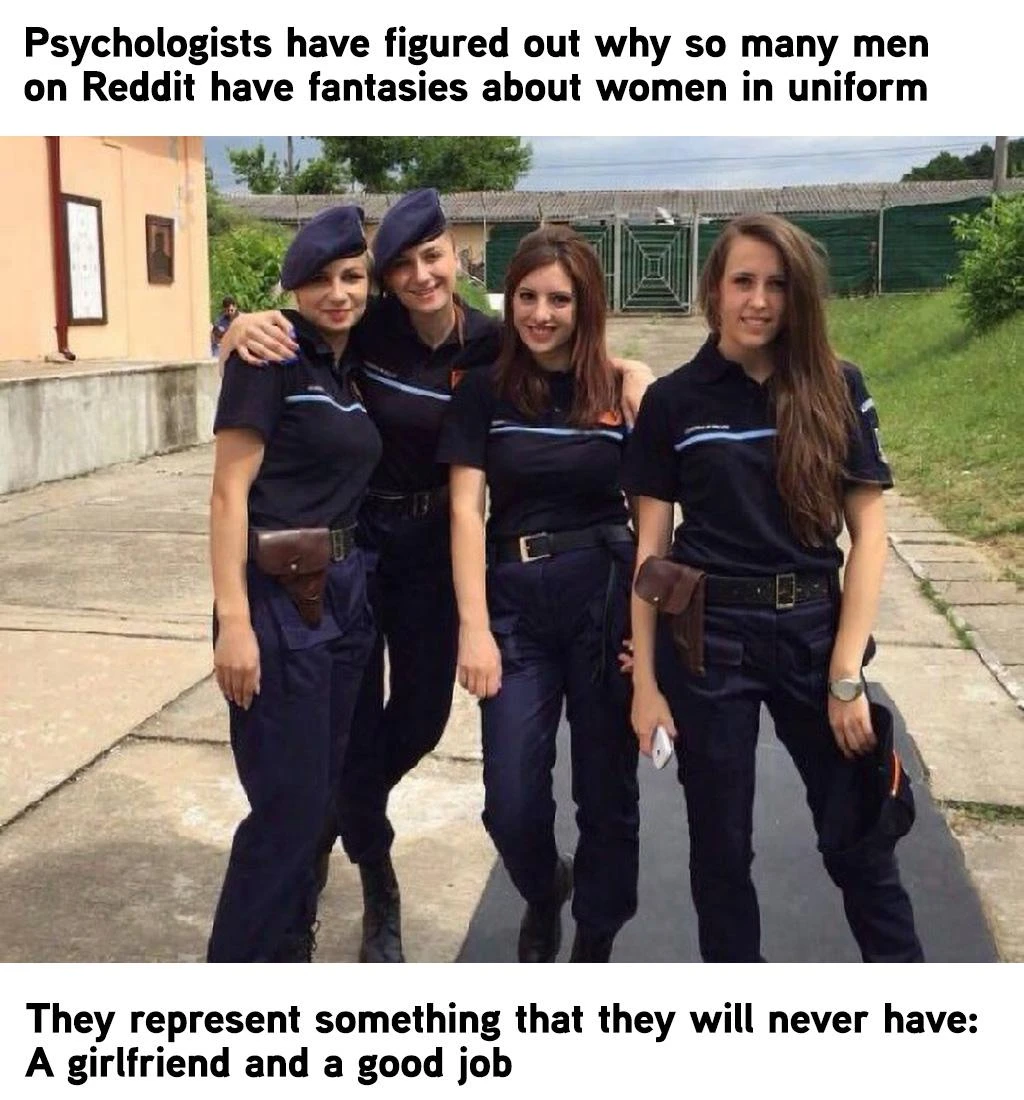 Psychologists have figured out why so many men
on Reddit have fantasies about women in uniform
They represent something that they will never have:
A girlfriend and a good job